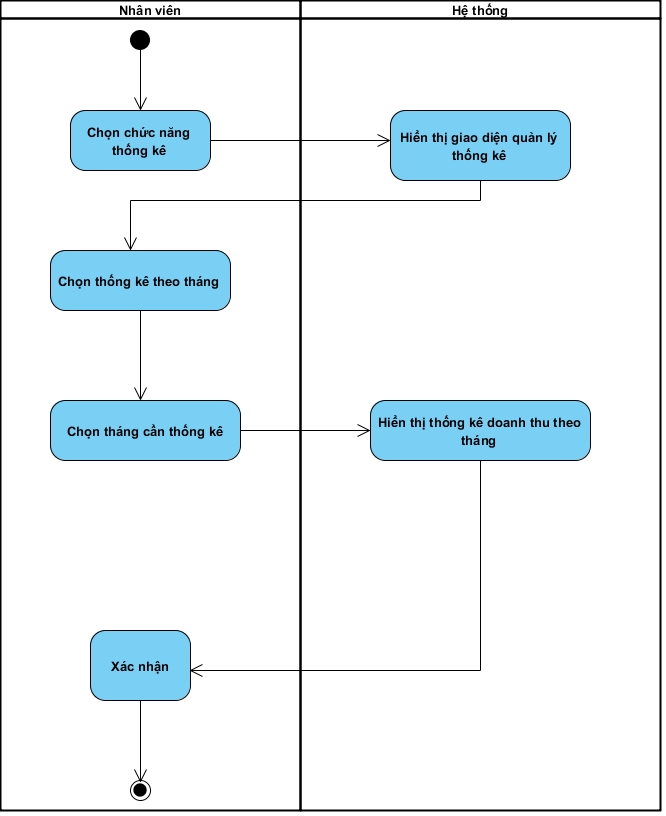 Nhân viên
Hệ thống
Chọn chức năng
thống kê
Hiển thị giao diện quản lý
thống kê
Chọn thống kê theo tháng
Chọn tháng cần thống kê
Hiển thị thống kê doanh thu theo
tháng
Xác nhận